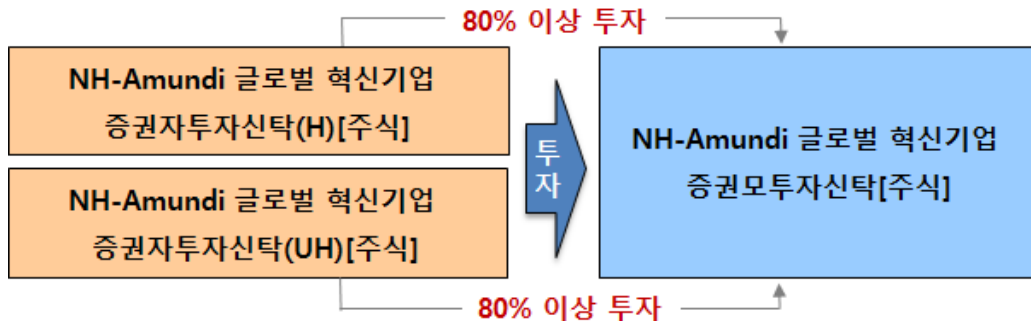 80% 이상 투자
NH-Amundi 글로벌 혁신기업
증권자투자신탁(H)[주식]
NH-Amundi 글로벌 혁신기업
증권자투자신탁(UH)[주식]
투
자
NH-Amundi 글로벌 혁신기업
증권모투자신탁[주식]
80% 이상 투자